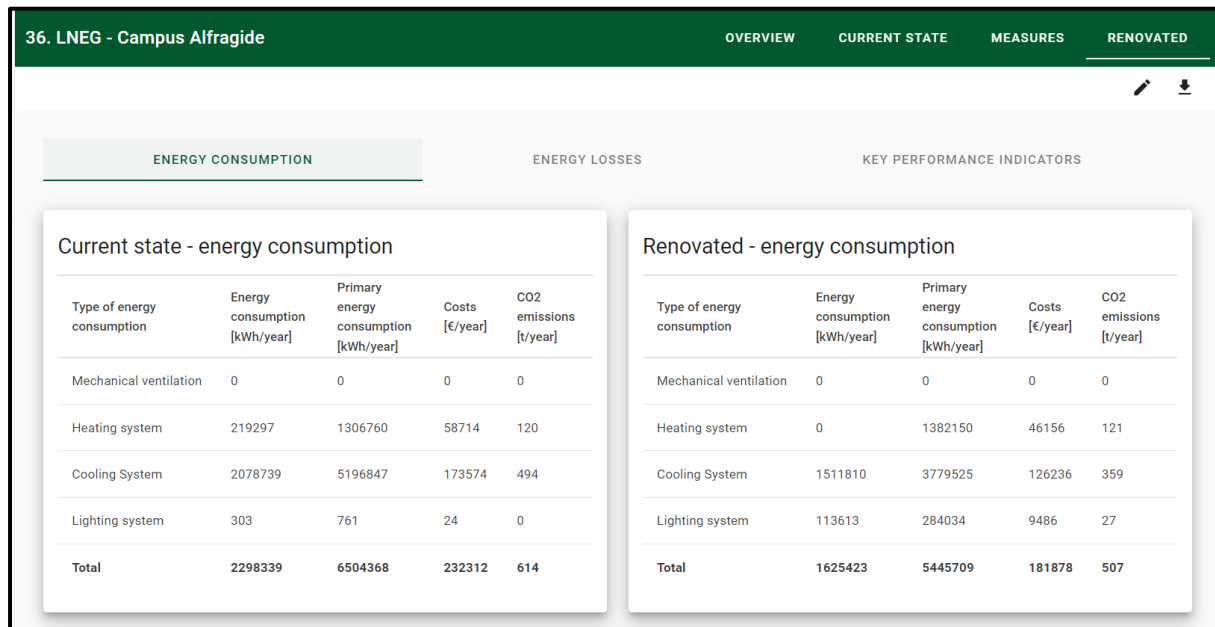 36. LNEG - Campus Alfragide OVERVIEW CURRENT STATE MEASURES RENOVATED
ENERGY CONSUMPTION ENERGY LOSSES KEY PERFORMANCE INDICATORS
Current state - energy consumption
Type of energy consumption Energy consumption [kWh/year] Primary energy consumption [kWh/year] Costs [€/year] CO2 emissions [t/year]
Mechanical ventilation 0 0 0 0
Heating system 219297 1306760 58714 120
Cooling System 2078739 5196847 173574 494
Lighting system 303 761 24 0
Total 2298339 6504368 232312 614
Renovated - energy consumption
Type of energy consumption Energy consumption [kWh/year] Primary energy consumption [kWh/year] Costs [€/year] CO2 emissions [t/year]
Mechanical ventilation 0 0 0 0
Heating system 0 1382150 46156 121
Cooling System 1511810 3779525 126236 359
Lighting system 113613 284034 9486 27
Total 1625423 5445709 181878 507